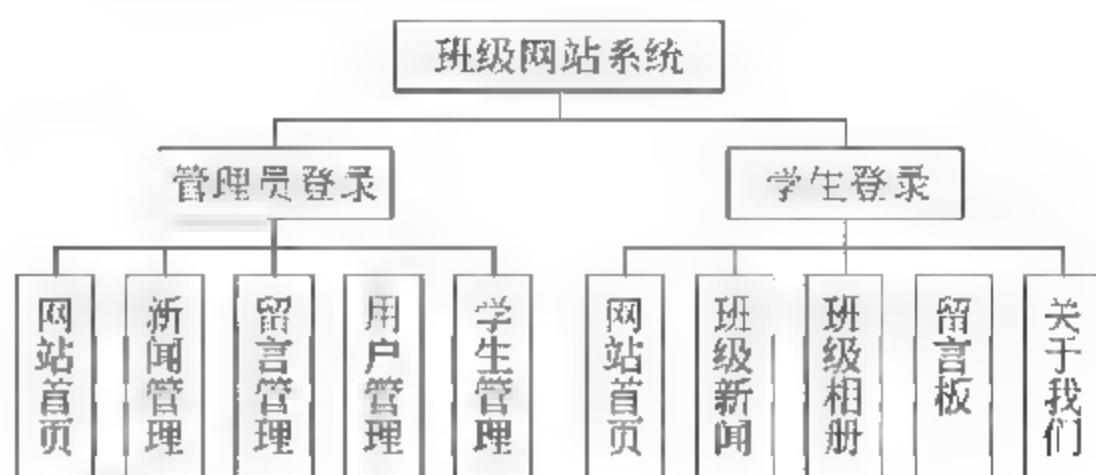 班级网站系统
管理员登录
学生登录
网站首页
新闻管理
留言管理
用户管理
学生管理
网站首页
班级新闻
班级相册
留言板
关于我们